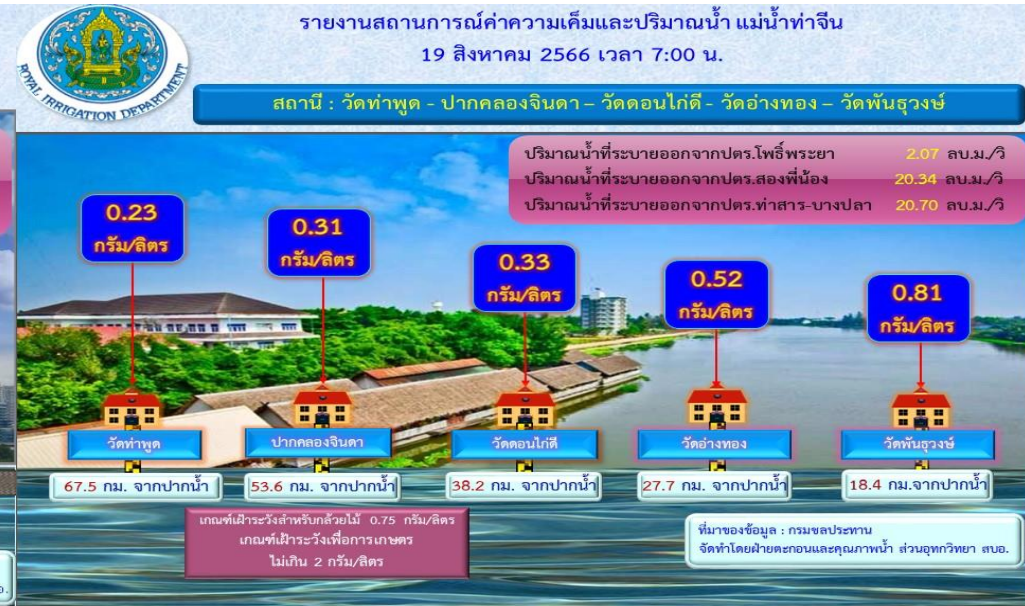 รายงานสถานการณ์ค่าความเค็มและปริมาณน้ำ แม่น้ำท่าจีน
19 สิงหาคม 2566 เวลา 7:00 น.
ROYAL IRRIGATION DEPARTMENT
สถานี : วัดท่าพูด - ปากคลองจินดา – วัดดอนไก่ดี - วัดอ่างทอง – วัดพันธุวงษ์
ปริมาณน้ำที่ระบายออกจากปตร.โพธิ์พระยา 2.07 ลบ.ม./วิ
ปริมาณน้ำที่ระบายออกจากปตร.สองพี่น้อง 20.34 ลบ.ม./วิ
ปริมาณน้ำที่ระบายออกจากปตร.ท่าสาร-บางปลา 20.70 ลบ.ม./วิ
0.23
กรัม/ลิตร
0.31
กรัม/ลิตร
0.33
กรัม/ลิตร
0.52
กรัม/ลิตร
0.81
กรัม/ลิตร
วัดท่าพูด
ปากคลองจินดา
วัดดอนไก่ดี
วัดอ่างทอง
วัดพันธุวงษ์
67.5 กม. จากปากน้ำ
53.6 กม. จากปากน้ำ
38.2 กม. จากปากน้ำ
27.7 กม. จากปากน้ำ
18.4 กม.จากปากน้ำ
เกณฑ์เฝ้าระวังสำหรับกล้วยไม้ 0.75 กรัม/ลิตร
เกณฑ์เฝ้าระวังเพื่อการเกษตร
ไม่เกิน 2 กรัม/ลิตร
ที่มาของข้อมูล : กรมชลประทาน
จัดทำโดยฝ่ายตะกอนและคุณภาพน้ำ ส่วนอุทกวิทยา สบอ.